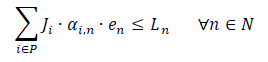 ∑_{i∈P} J_i · α_{i,n} · e_n ≤ L_n  ∀n ∈ N